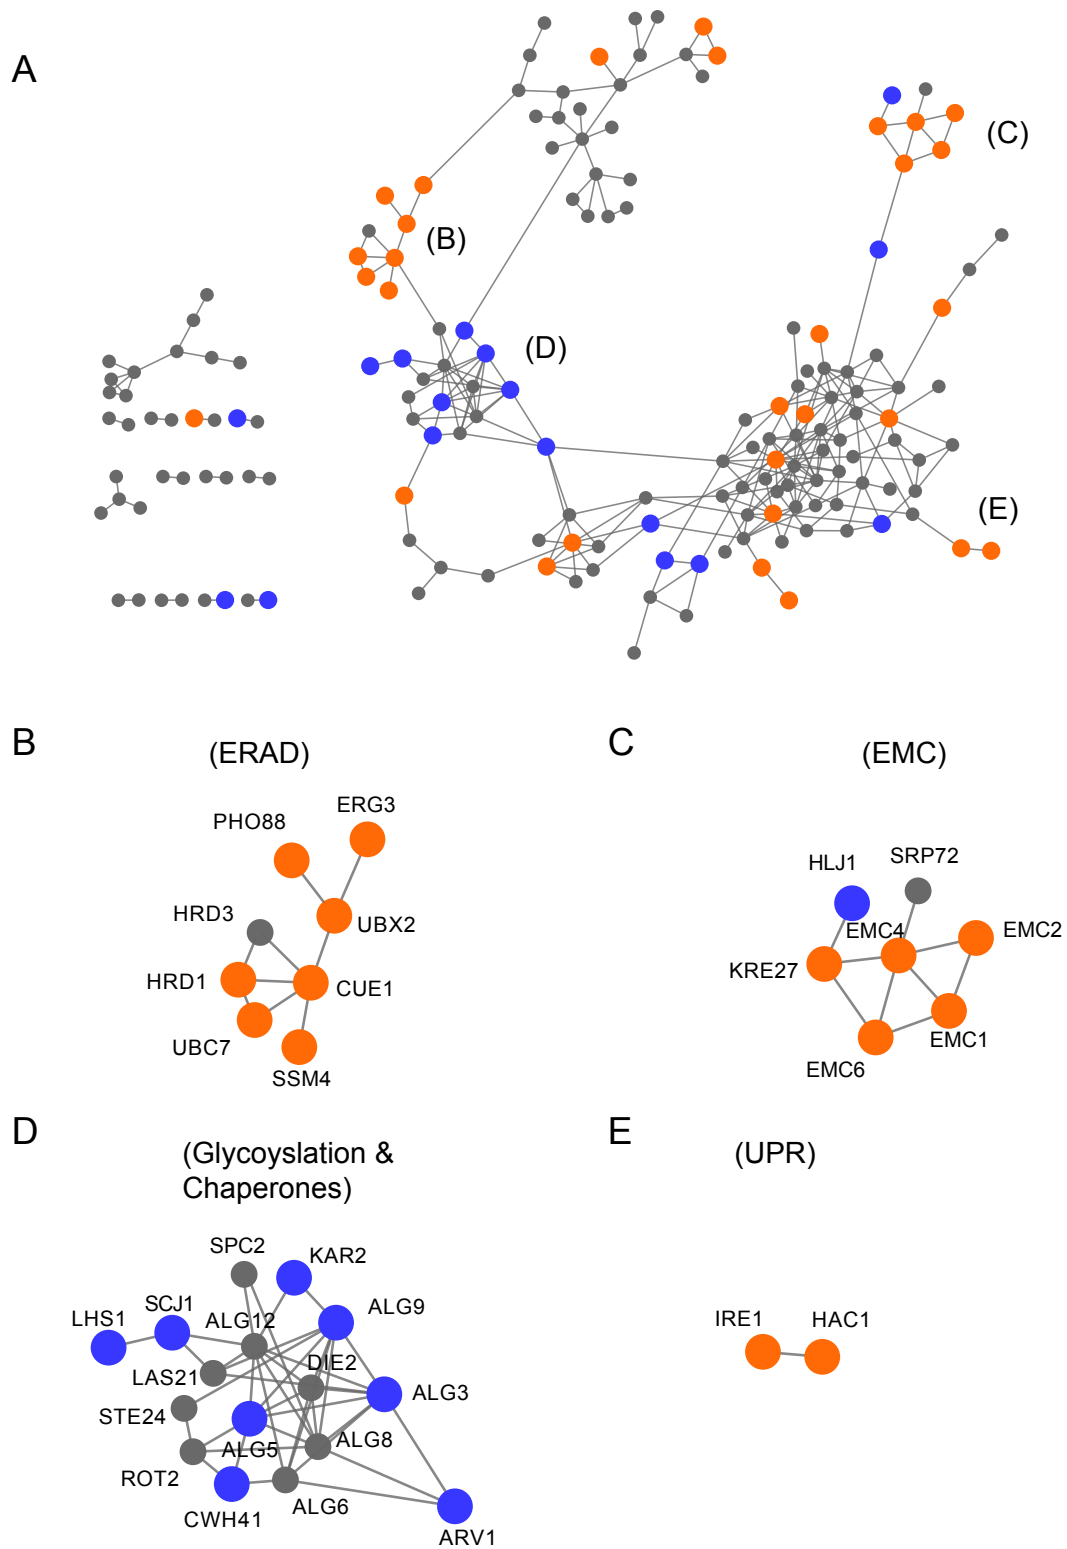 A
(C)
(B)
(D)
(E)
B
(ERAD)
ERG3
PHO88
HRD3
UBX2
HRD1
CUE1
UBC7
SSM4
C
(EMC)
HLJ1
SRP72
EMC4
EMC2
KRE27
EMC1
EMC6
D
(Glycoyslation &
Chaperones)
SPC2
KAR2
LHS1
SCJ1
ALG12
ALG9
LAS21
DIE2
ALG3
STE24
ALG5
ALG8
ROT2
ALG6
CWH41
ARV1
E
(UPR)
IRE1
HAC1